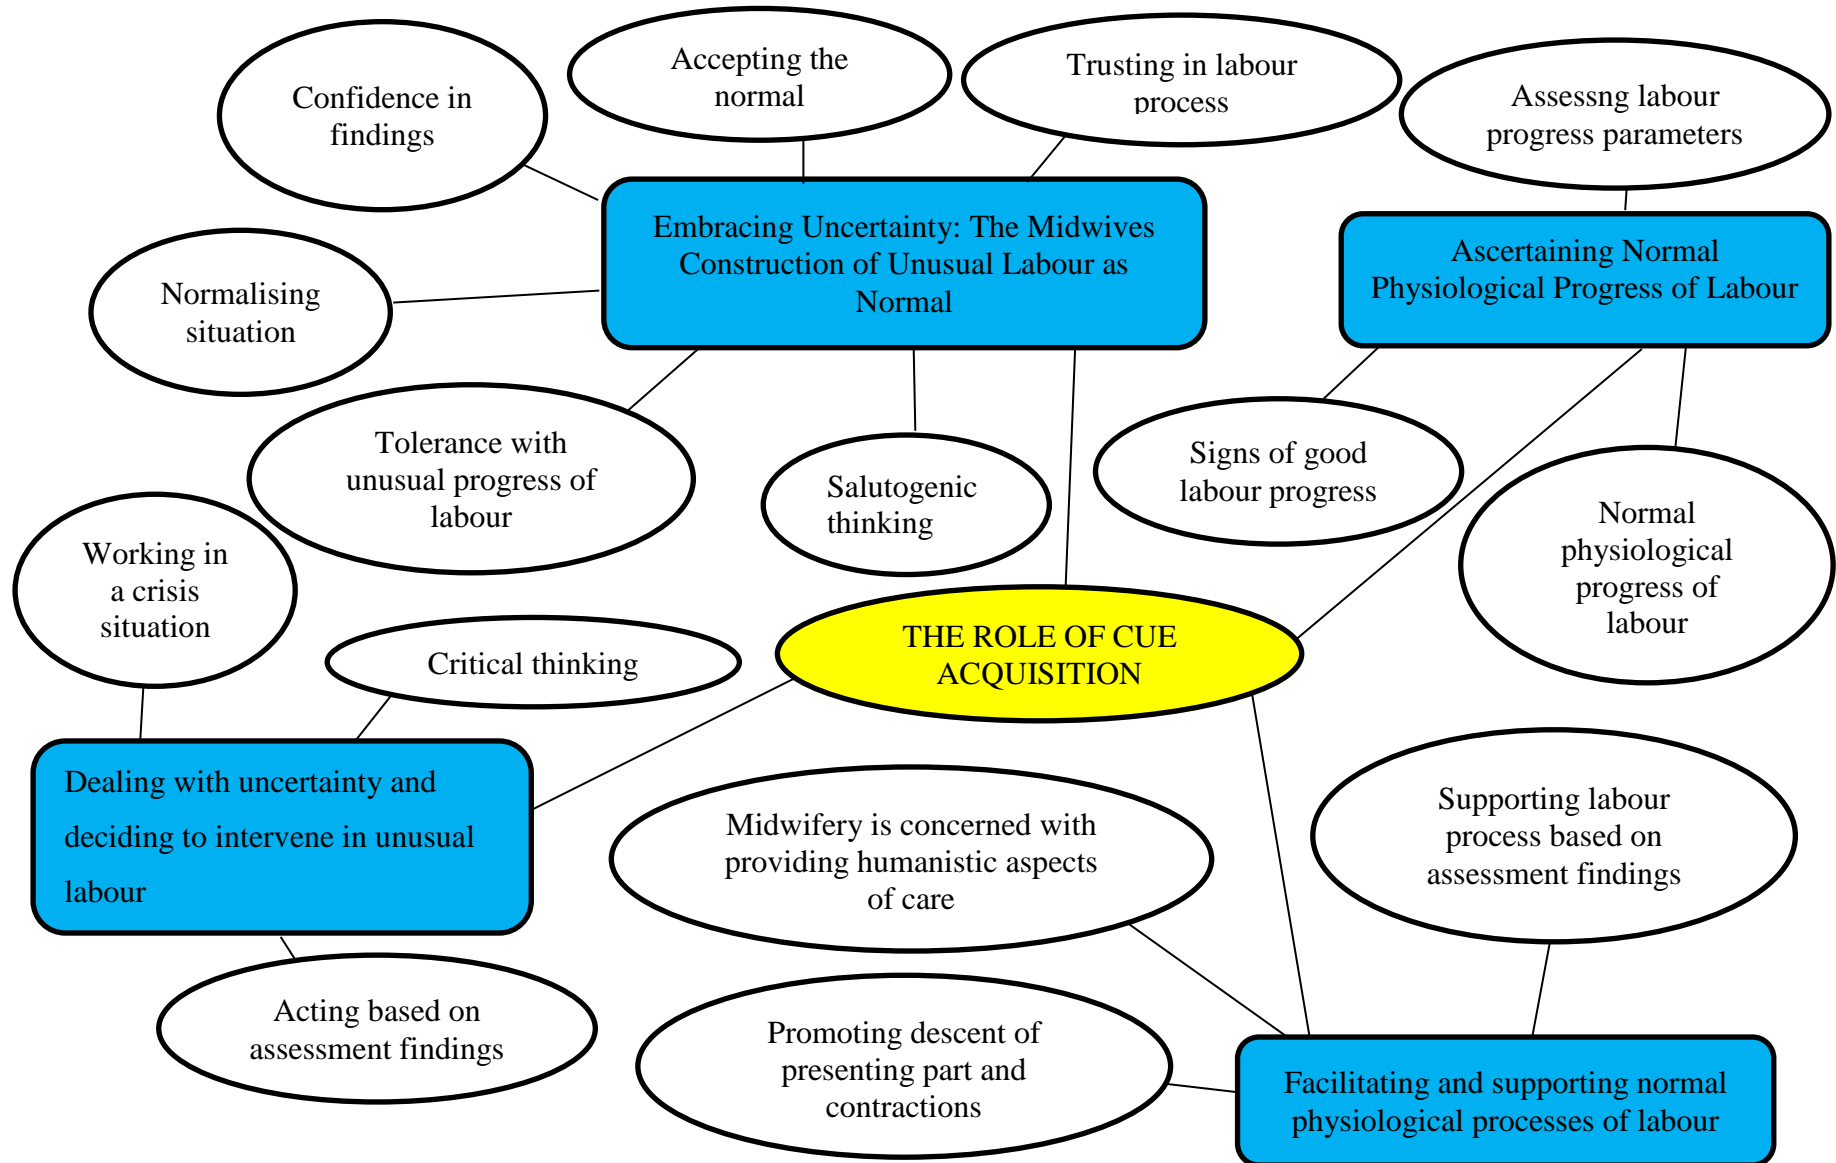 Confidence in
findings
Accepting the
normal
Trusting in labour
process
Assessng labour
progress parameters
Embracing Uncertainty: The Midwives
Construction of Unusual Labour as
Normal
Ascertaining Normal
Physiological Progress of Labour
Normalising
situation
Tolerance with
unusual progress of
labour
Salutogenic
thinking
Signs of good
labour progress
Normal
physiological
progress of
labour
Working in
a crisis
situation
Critical thinking
THE ROLE OF CUE
ACQUISITION
Dealing with uncertainty and
deciding to intervene in unusual
labour
Midwifery is concerned with
providing humanistic aspects
of care
Supporting labour
process based on
assessment findings
Acting based on
assessment findings
Promoting descent of
presenting part and
contractions
Facilitating and supporting normal
physiological processes of labour